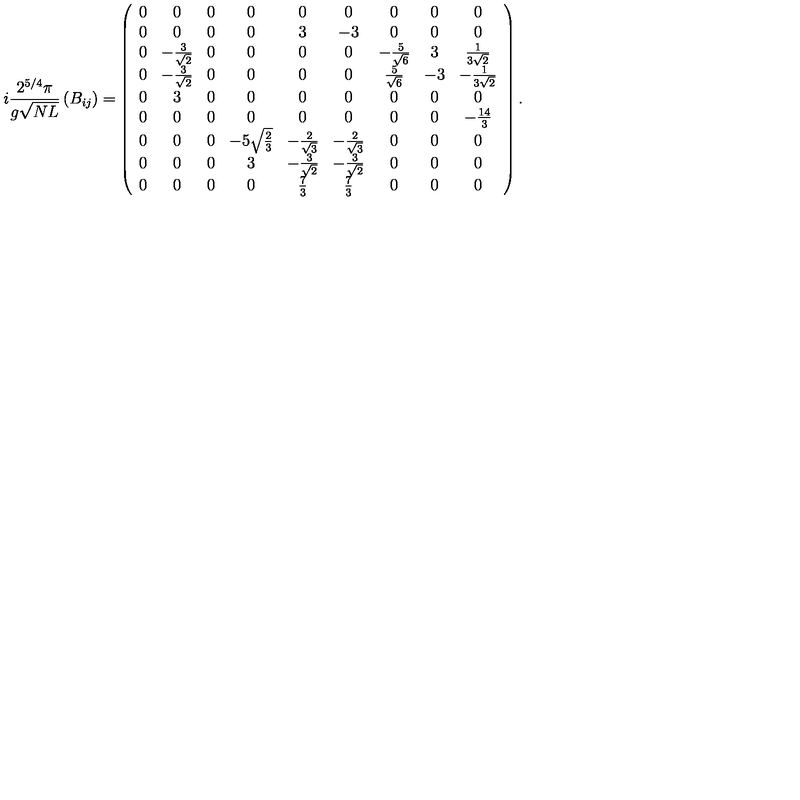 i\frac{2^{5/4}\pi}{g\sqrt{NL}}\left(B_{ij}\right)=\left(\begin{array}{ccccccccc}
0 & 0 & 0 & 0 & 0 & 0 & 0 & 0 & 0 \\
0 & 0 & 0 & 0 & 3 & -3 & 0 & 0 & 0 \\
0 & -\frac{3}{\sqrt{2}} & 0 & 0 & 0 & 0 & -\frac{5}{\sqrt{6}} & 3 & \frac{1}{3\sqrt{2}} \\
0 & -\frac{3}{\sqrt{2}} & 0 & 0 & 0 & 0 & \frac{5}{\sqrt{6}} & -3 & -\frac{1}{3\sqrt{2}} \\
0 & 3 & 0 & 0 & 0 & 0 & 0 & 0 & 0 \\
0 & 0 & 0 & 0 & 0 & 0 & 0 & 0 & -\frac{14}{3} \\
0 & 0 & 0 & -5\sqrt{\frac{2}{3}} & -\frac{2}{\sqrt{3}} & -\frac{2}{\sqrt{3}} & 0 & 0 & 0 \\
0 & 0 & 0 & 3 & -\frac{3}{\sqrt{2}} & -\frac{3}{\sqrt{2}} & 0 & 0 & 0 \\
0 & 0 & 0 & 0 & \frac{7}{3} & \frac{7}{3} & 0 & 0 & 0
\end{array}\right).